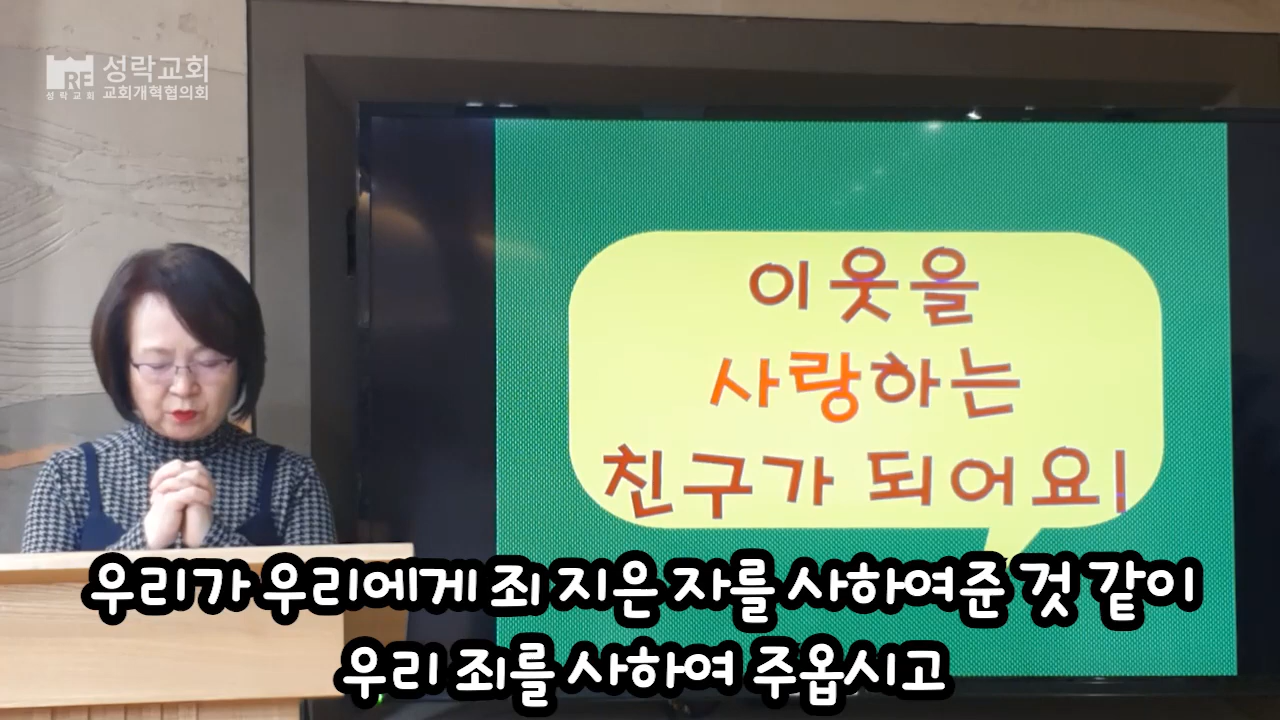 RE
성락교회
성락교회
교회개혁협의회
이웃을
사랑하는
친구가 되어요!
우리가 우리에게 죄 지은 자를 사하여준 것 같이
우리 죄를 사하여 주옵시고